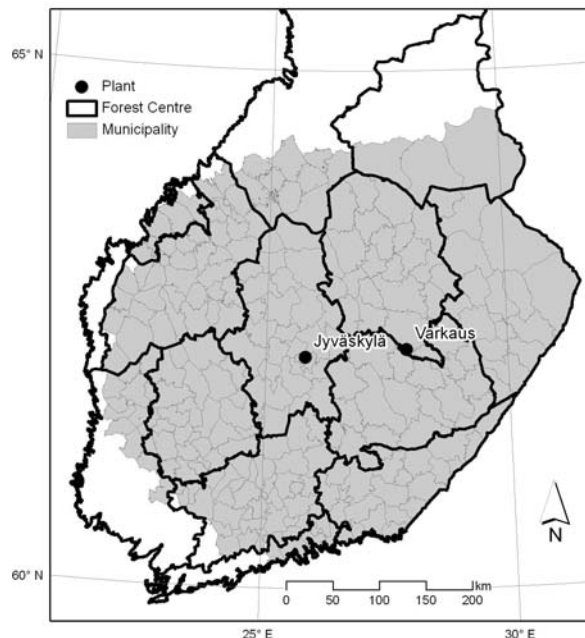 65° N
Plant
Forest Centre
Municipality
Jyväskylä
Varkaus
N
60° N
km
0 50 100 150 200
25° E
30° E